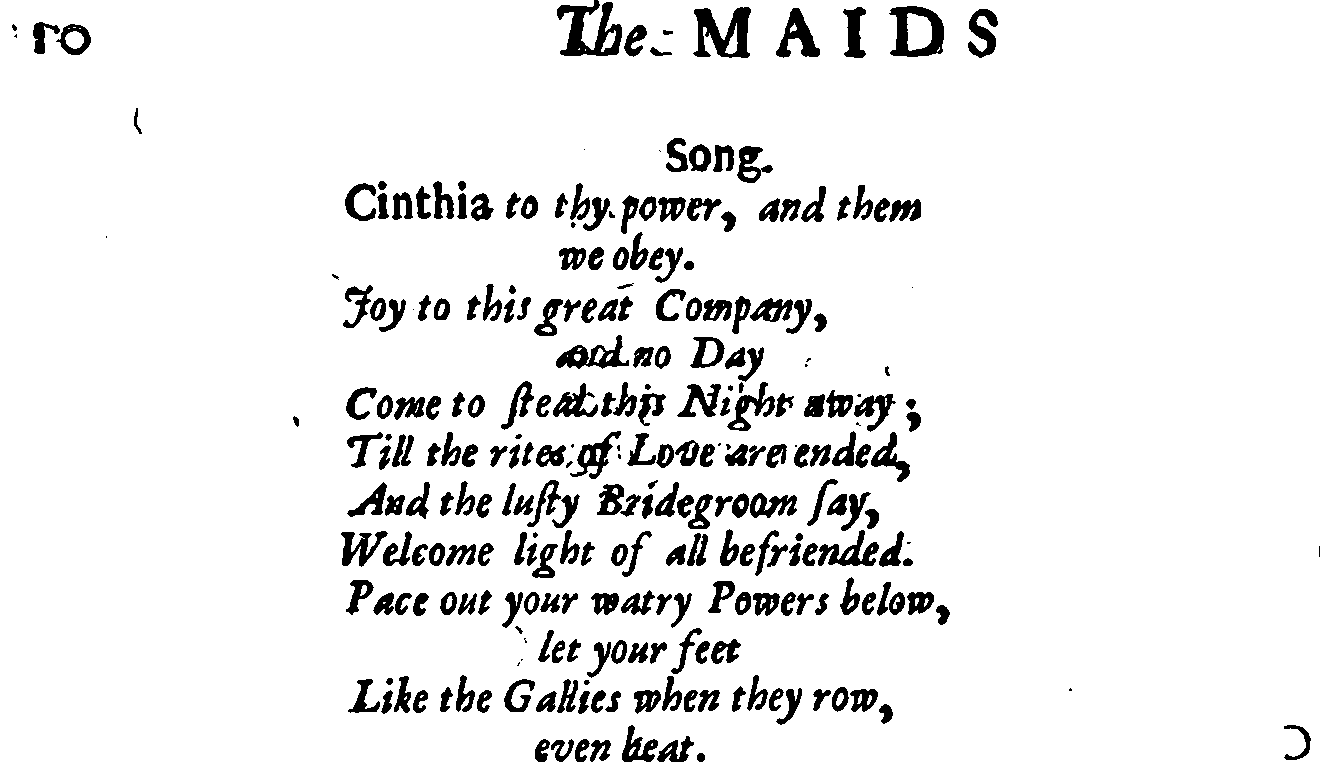 10 The MAIDS
Song.
Cinthia to thy power, and them
we obey.
Joy to this great Company,
and no Day
Come to ſteal this Night away;
Till the rites of Love are ended,
And the luſty Bridegroom ſay,
Welcome light of all befriended.
Pace out your watry Powers below,
let your feet
Like the Gallies when they row,
even beat.